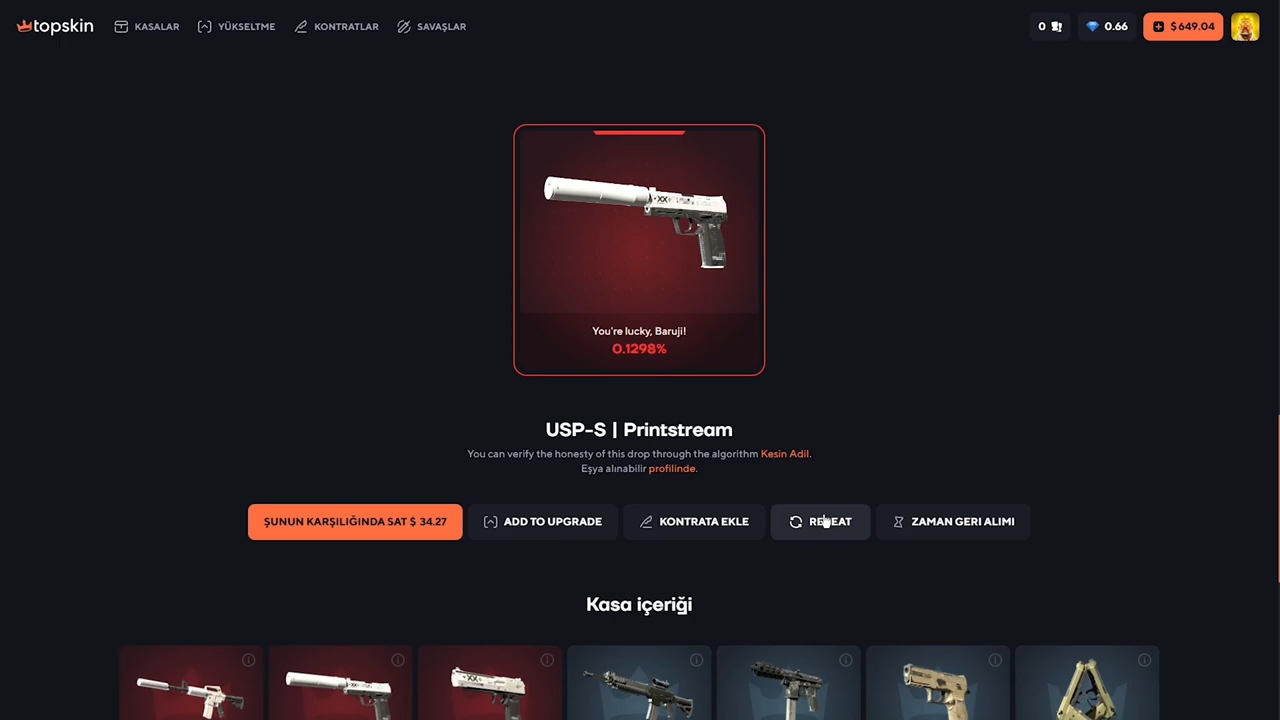 topskin KASALAR YÜKSELTME KONTRATLAR SAVAŞLAR 0 0.66 $ 649.04
You're lucky, Baruji!
0.1298%
USP-S | Printstream
You can verify the honesty of this drop through the algorithm Kesin Adil.
Eşya alınabilir profilinde.
ŞUNUN KARŞILIĞINDA SAT $ 34.27 ADD TO UPGRADE KONTRATA EKLE REPEAT ZAMAN GERI ALIMI
Kasa içeriği